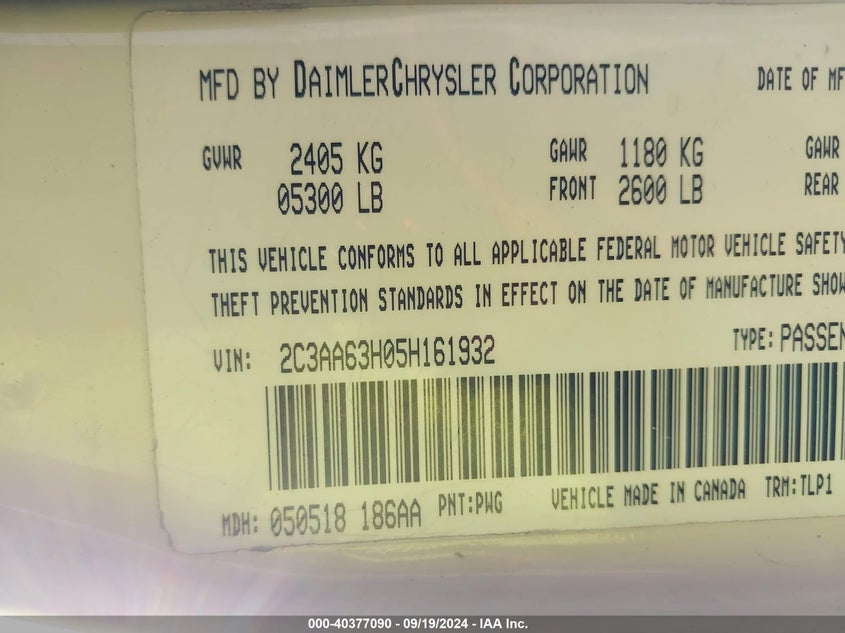 MFD BY DAIMLERCHRYSLER CORPORATION DATE OF MF
GVWR 2405 KG GAWR 1180 KG GAWR
05300 LB FRONT 2600 LB REAR
THIS VEHICLE CONFORMS TO ALL APPLICABLE FEDERAL MOTOR VEHICLE SAFETY
THEFT PREVENTION STANDARDS IN EFFECT ON THE DATE OF MANUFACTURE SHOW
VIN: 2C3AA63H05H161932 TYPE: PASSEN
MDH: 050518 186AA PNT:PWG VEHICLE MADE IN CANADA TRM:TLP1
000-40377090 - 09/19/2024 - IAA Inc.